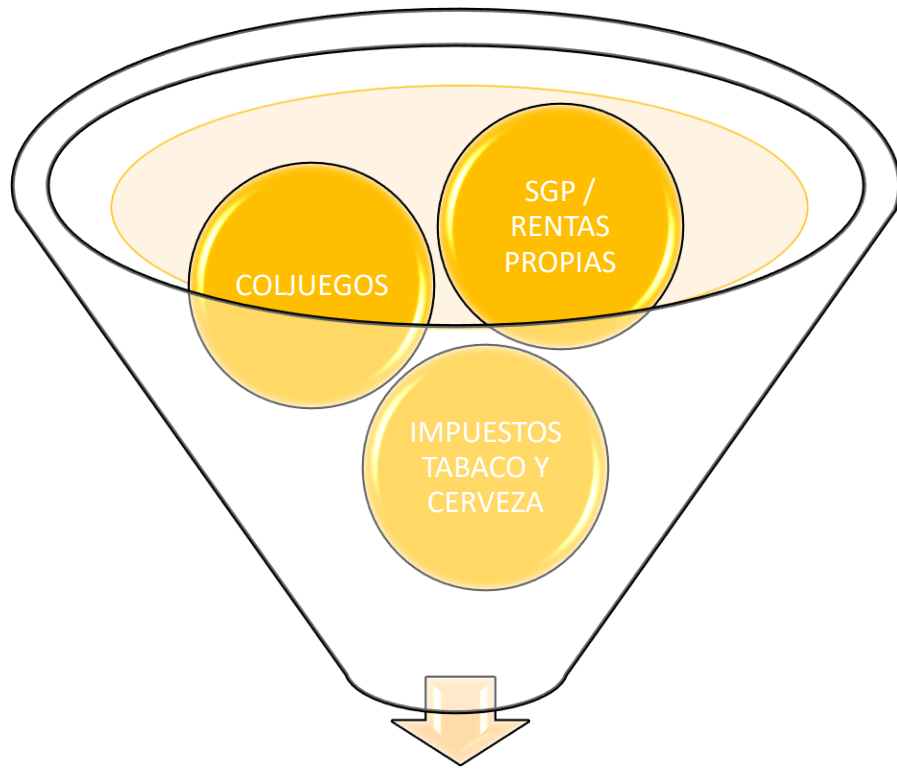 SGP /
RENTAS
PROPIAS
COLJUEGOS
IMPUESTOS
TABACO Y
CERVEZA